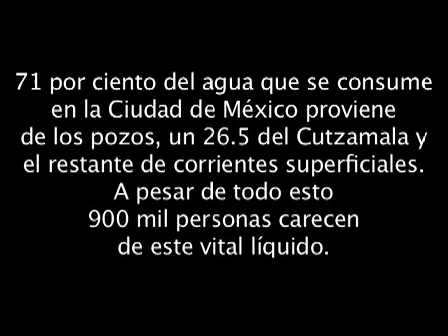 71 por ciento del agua que se consume
en la Ciudad de México proviene
de los pozos, un 26.5 del Cutzamala y
el restante de corrientes superficiales.
A pesar de todo esto
900 mil personas carecen
de este vital líquido.